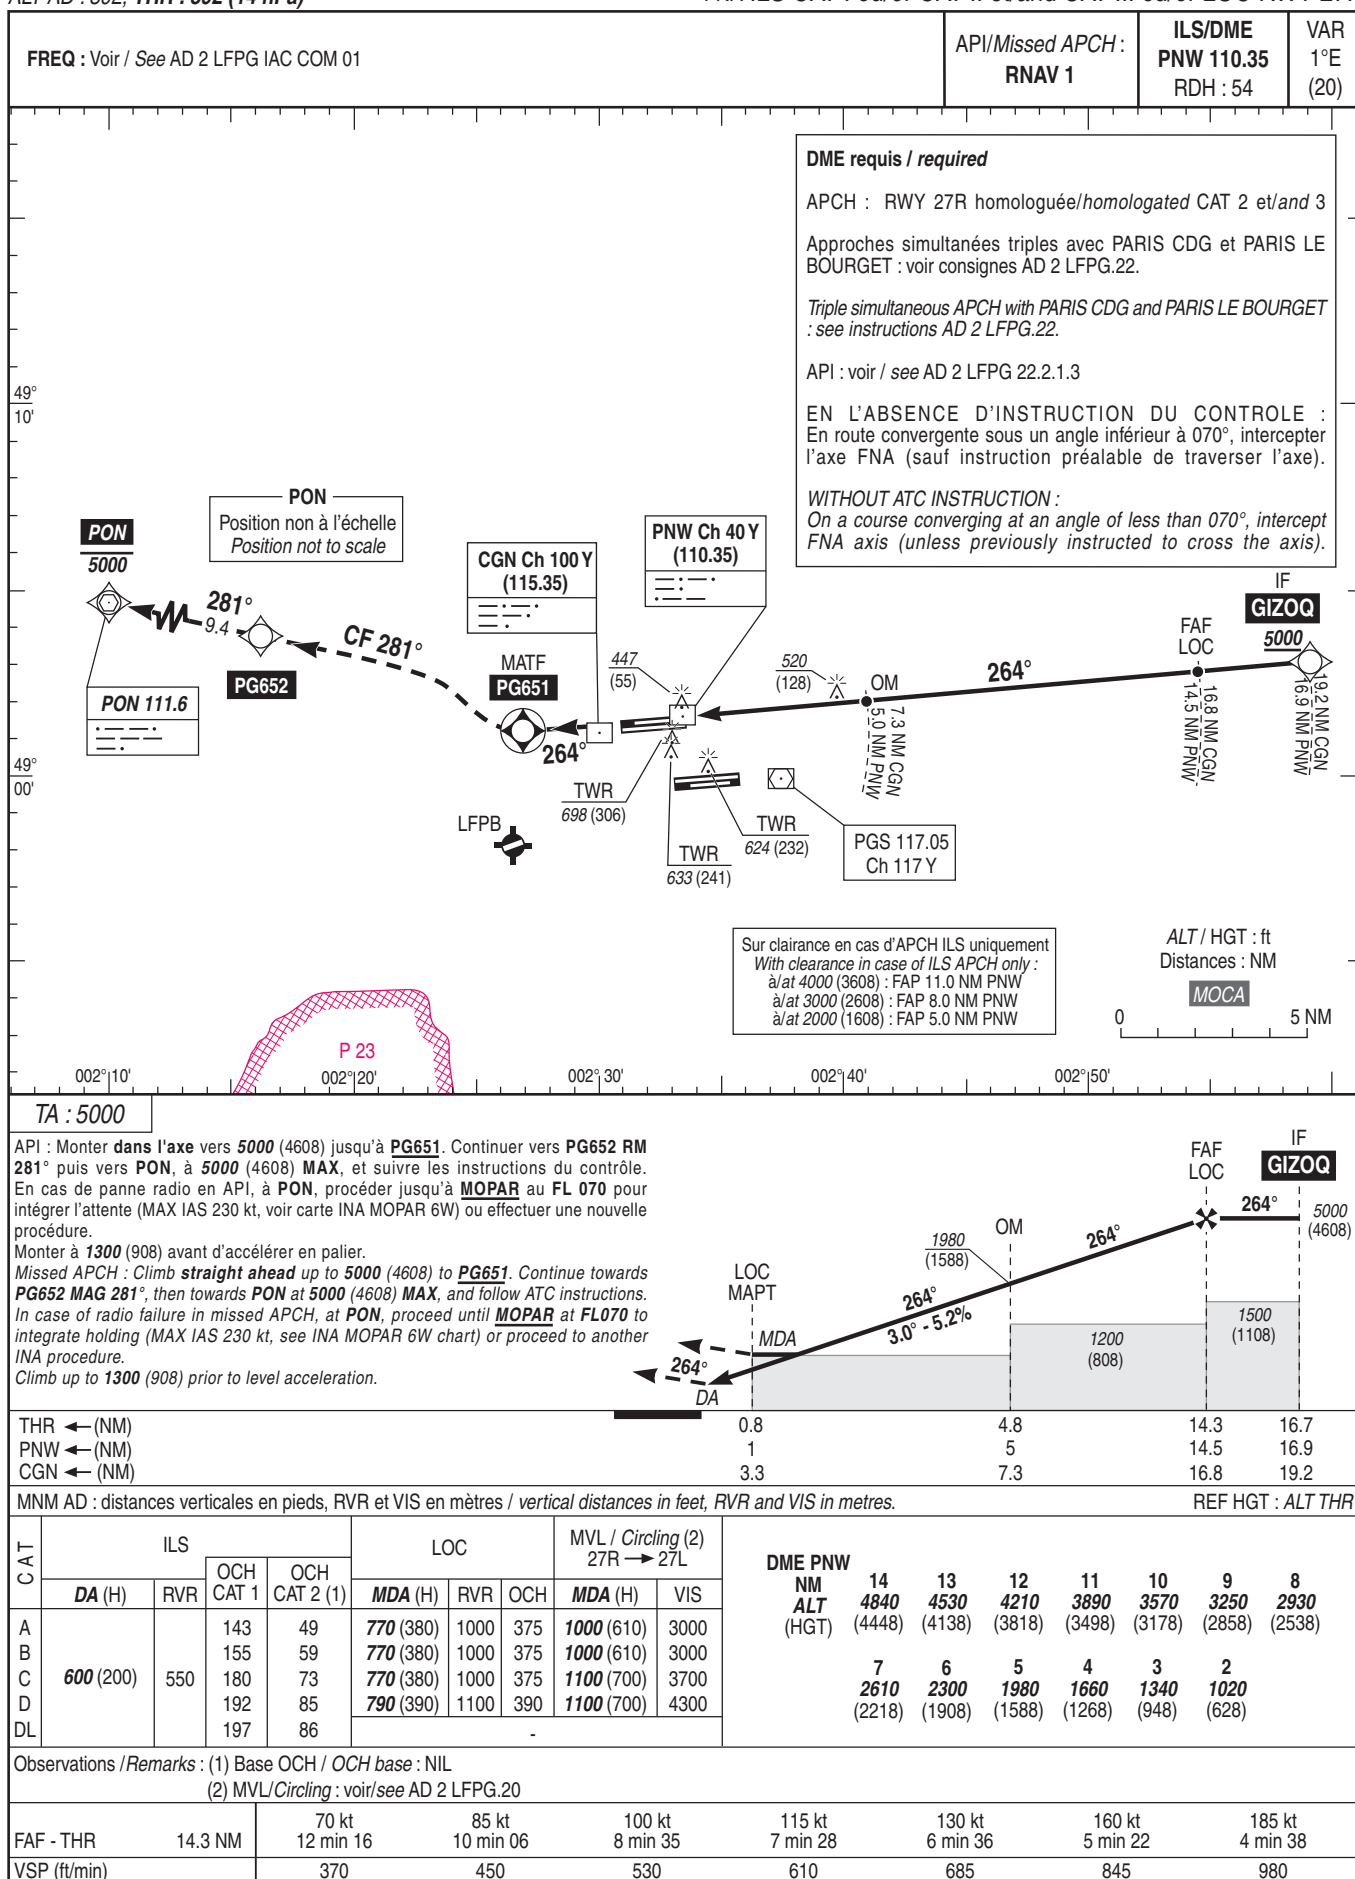 FREQ : Voir / See AD 2 LFPG IAC COM 01
API/Missed APCH :
RNAV 1
ILS/DME
PNW 110.35
RDH : 54
VAR
1°E
(20)
DME requis / required
APCH : RWY 27R homologuée/homologated CAT 2 et/and 3
Approches simultanées triples avec PARIS CDG et PARIS LE
BOURGET : voir consignes AD 2 LFPG.22.
Triple simultaneous APCH with PARIS CDG and PARIS LE BOURGET
: see instructions AD 2 LFPG.22.
API : voir / see AD 2 LFPG 22.2.1.3
EN L'ABSENCE D'INSTRUCTION DU CONTROLE :
En route convergente sous un angle inférieur à 070°, intercepter
l'axe FNA (sauf instruction préalable de traverser l'axe).
WITHOUT ATC INSTRUCTION :
On a course converging at an angle of less than 070°, intercept
FNA axis (unless previously instructed to cross the axis).
49°
10'
PON
5000
PON
Position non à l'échelle
Position not to scale
CGN Ch 100 Y
(115.35)
PNW Ch 40 Y
(110.35)
IF
GIZOQ
5000
FAF
LOC
281°
9.4
CF 281°
PG652
PON 111.6
MATF
PG651
447
(55)
520
(128)
OM
264°
264°
7.3 NM CGN
5.0 NM PNW
16.8 NM CGN
14.5 NM PNW
19.2 NM CGN
16.9 NM PNW
49°
00'
TWR
698 (306)
LFPB
TWR
633 (241)
TWR
624 (232)
PGS 117.05
Ch 117 Y
Sur clairance en cas d'APCH ILS uniquement
With clearance in case of ILS APCH only :
à/at 4000 (3608) : FAP 11.0 NM PNW
à/at 3000 (2608) : FAP 8.0 NM PNW
à/at 2000 (1608) : FAP 5.0 NM PNW
ALT / HGT : ft
Distances : NM
MOCA
0 5 NM
P 23
002°10' 002°20' 002°30' 002°40' 002°50'
TA : 5000
API : Monter dans l'axe vers 5000 (4608) jusqu'à PG651. Continuer vers PG652 RM
281° puis vers PON, à 5000 (4608) MAX, et suivre les instructions du contrôle.
En cas de panne radio en API, à PON, procéder jusqu'à MOPAR au FL 070 pour
intégrer l'attente (MAX IAS 230 kt, voir carte INA MOPAR 6W) ou effectuer une nouvelle
procédure.
Monter à 1300 (908) avant d'accélérer en palier.
Missed APCH : Climb straight ahead up to 5000 (4608) to PG651. Continue towards
PG652 MAG 281°, then towards PON at 5000 (4608) MAX, and follow ATC instructions.
In case of radio failure in missed APCH, at PON, proceed until MOPAR at FL070 to
integrate holding (MAX IAS 230 kt, see INA MOPAR 6W chart) or proceed to another
INA procedure.
Climb up to 1300 (908) prior to level acceleration.
FAF
LOC
IF
GIZOQ
264°
5000
(4608)
OM
1980
(1588)
264°
LOC
MAPT
264°
3.0° - 5.2%
MDA
264°
DA
1200
(808)
1500
(1108)
THR ← (NM) 0.8 4.8 14.3 16.7
PNW ← (NM) 1 5 14.5 16.9
CGN ← (NM) 3.3 7.3 16.8 19.2
MNM AD : distances verticales en pieds, RVR et VIS en mètres / vertical distances in feet, RVR and VIS in metres. REF HGT : ALT THR
CAT
ILS
LOC
MVL / Circling (2)
27R → 27L
DA (H) RVR OCH CAT 1 OCH CAT 2 (1) MDA (H) RVR OCH MDA (H) VIS
A 143 49 770 (380) 1000 375 1000 (610) 3000
B 155 59 770 (380) 1000 375 1000 (610) 3000
C 600 (200) 550 180 73 770 (380) 1000 375 1100 (700) 3700
D 192 85 790 (390) 1100 390 1100 (700) 4300
DL 197 86 -
DME PNW
NM 14 13 12 11 10 9 8
ALT 4840 4530 4210 3890 3570 3250 2930
(HGT) (4448) (4138) (3818) (3498) (3178) (2858) (2538)
7 6 5 4 3 2
2610 2300 1980 1660 1340 1020
(2218) (1908) (1588) (1268) (948) (628)
Observations / Remarks : (1) Base OCH / OCH base : NIL
(2) MVL/Circling : voir/see AD 2 LFPG.20
70 kt 85 kt 100 kt 115 kt 130 kt 160 kt 185 kt
FAF - THR 14.3 NM 12 min 16 10 min 06 8 min 35 7 min 28 6 min 36 5 min 22 4 min 38
VSP (ft/min) 370 450 530 610 685 845 980